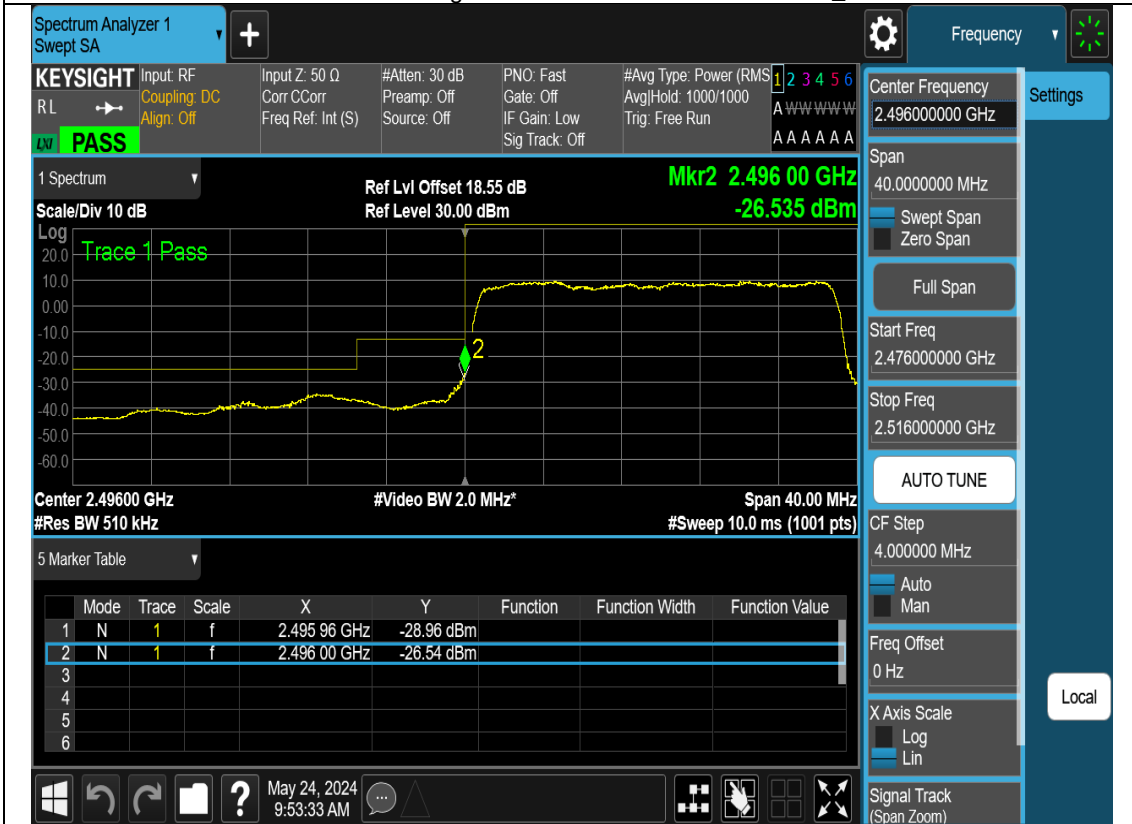 Spectrum Analyzer 1
Swept SA
+
Frequency
KEYSIGHT
RL
LXI PASS
Input: RF
Coupling: DC
Align: Off
Input Z: 50 Ω
Corr CCorr
Freq Ref: Int (S)
#Atten: 30 dB
Preamp: Off
Source: Off
PNO: Fast
Gate: Off
IF Gain: Low
Sig Track: Off
#Avg Type: Power (RMS
Avg|Hold: 1000/1000
Trig: Free Run
1 2 3 4 5 6
A W W W W W
A A A A A A
1 Spectrum
Scale/Div 10 dB
Ref Lvl Offset 18.55 dB
Ref Level 30.00 dBm
Mkr2 2.496 00 GHz
-26.535 dBm
Log
Trace 1 Pass
20.0
10.0
0.00
-10.0
-20.0
-30.0
-40.0
-50.0
-60.0
2
Center 2.49600 GHz
#Video BW 2.0 MHz*
Span 40.00 MHz
#Res BW 510 kHz
#Sweep 10.0 ms (1001 pts)
5 Marker Table
Mode Trace Scale X Y Function Function Width Function Value
1 N 1 f 2.495 96 GHz -28.96 dBm
2 N 1 f 2.496 00 GHz -26.54 dBm
3
4
5
6
?
May 24, 2024
9:53:33 AM
Center Frequency
2.496000000 GHz
Settings
Span
40.0000000 MHz
Swept Span
Zero Span
Full Span
Start Freq
2.476000000 GHz
Stop Freq
2.516000000 GHz
AUTO TUNE
CF Step
4.000000 MHz
Auto
Man
Freq Offset
0 Hz
Local
X Axis Scale
Log
Lin
Signal Track
(Span Zoom)